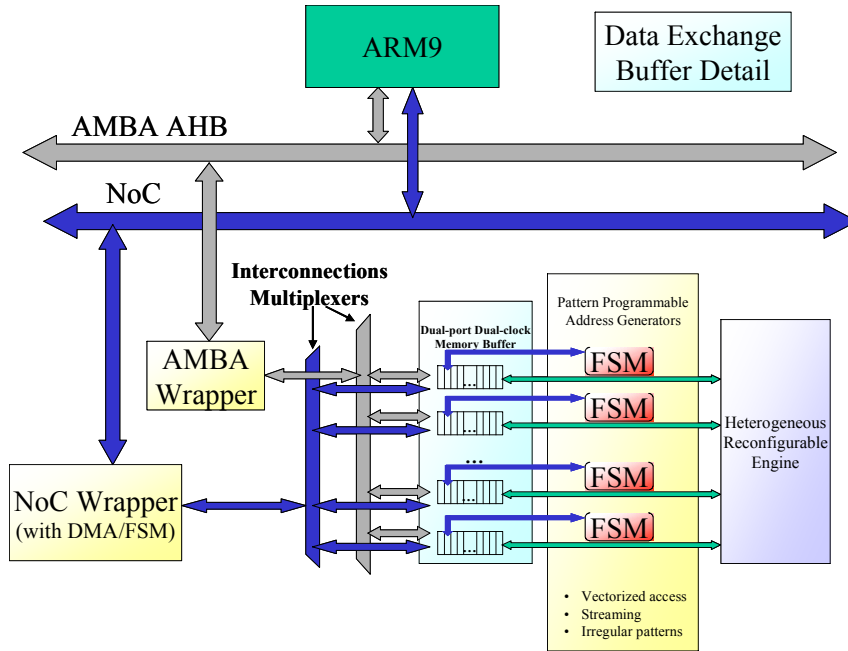 ARM9
Data Exchange
Buffer Detail
AMBA AHB
NoC
Interconnections
Multiplexers
Dual-port Dual-clock
Memory Buffer
Pattern Programmable
Address Generators
AMBA
Wrapper
NoC Wrapper
(with DMA/FSM)
...
FSM
...
FSM
...
...
FSM
...
FSM
Heterogeneous
Reconfigurable
Engine
• Vectorized access
• Streaming
• Irregular patterns